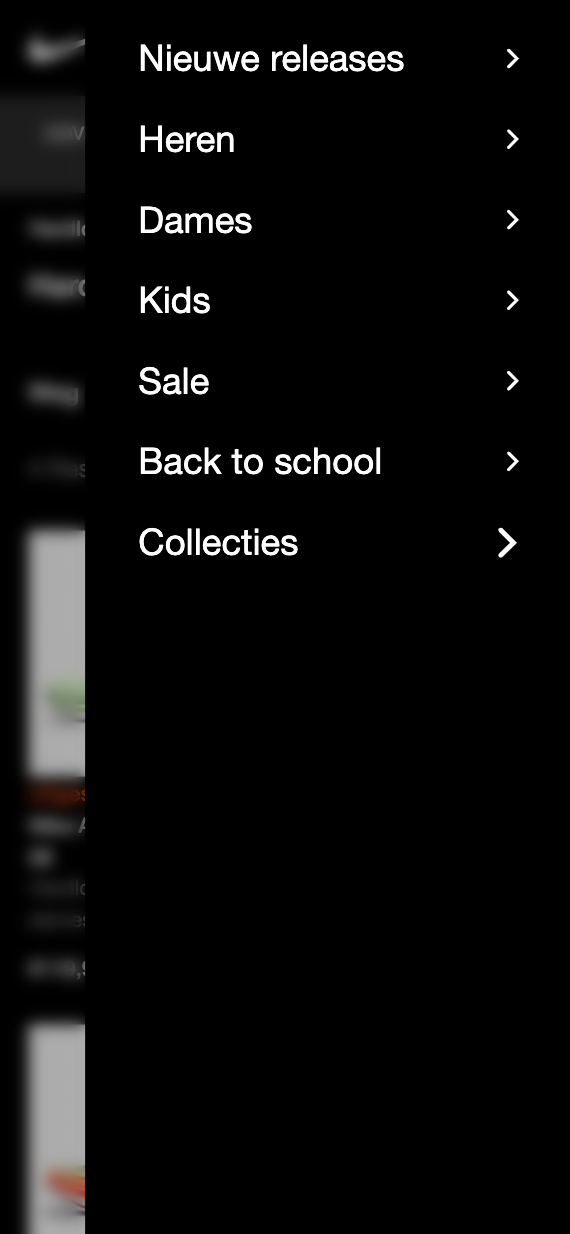 Nieuwe releases
Heren
Dames
Kids
Sale
Back to school
Collecties